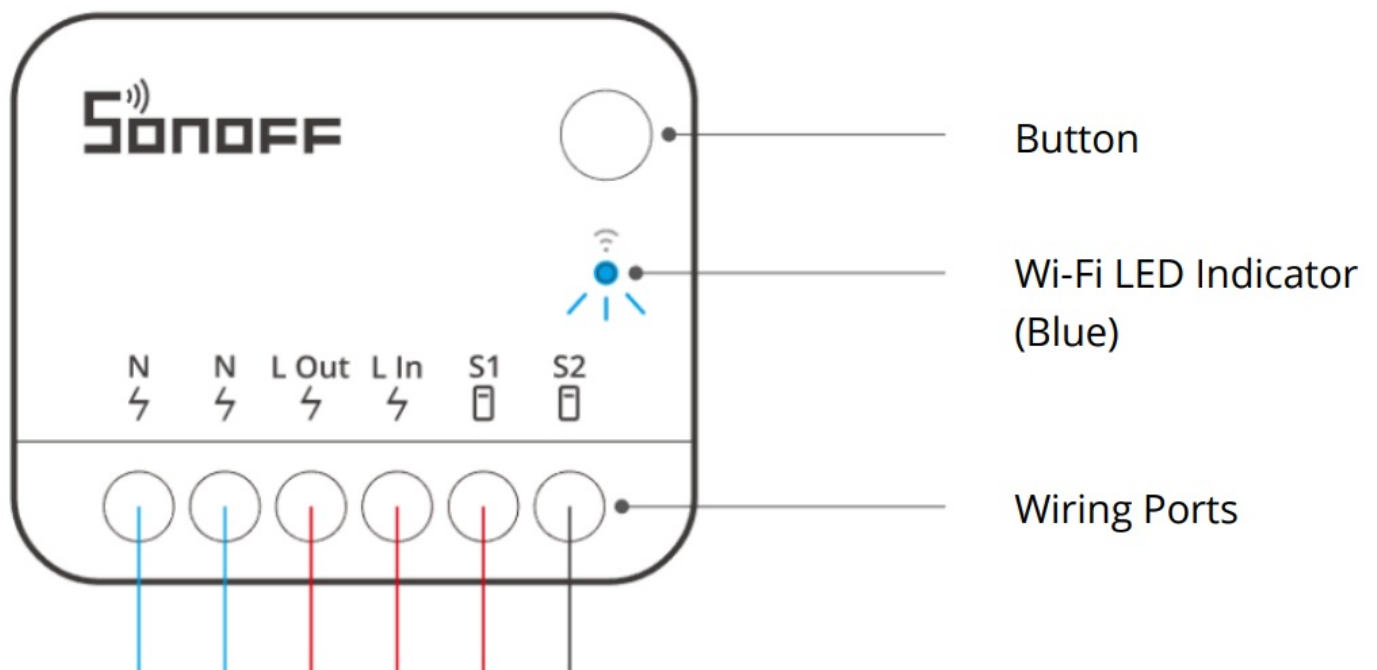 SONOFF
Button
Wi-Fi LED Indicator
(Blue)
N N L Out L In S1 S2
Wiring Ports